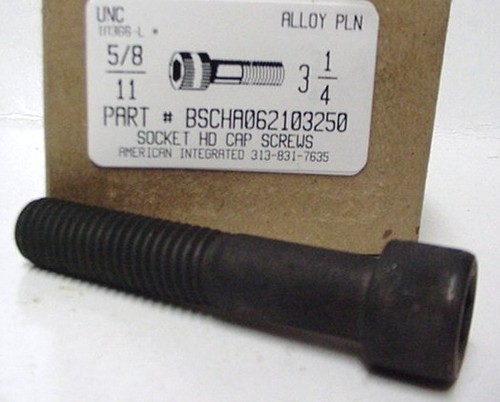 UNC ALLOY PLN
5/8
11
3 1/4
PART # BSCHA062103250
SOCKET HD CAP SCREWS
AMERICAN INTEGRATED 313-831-7635